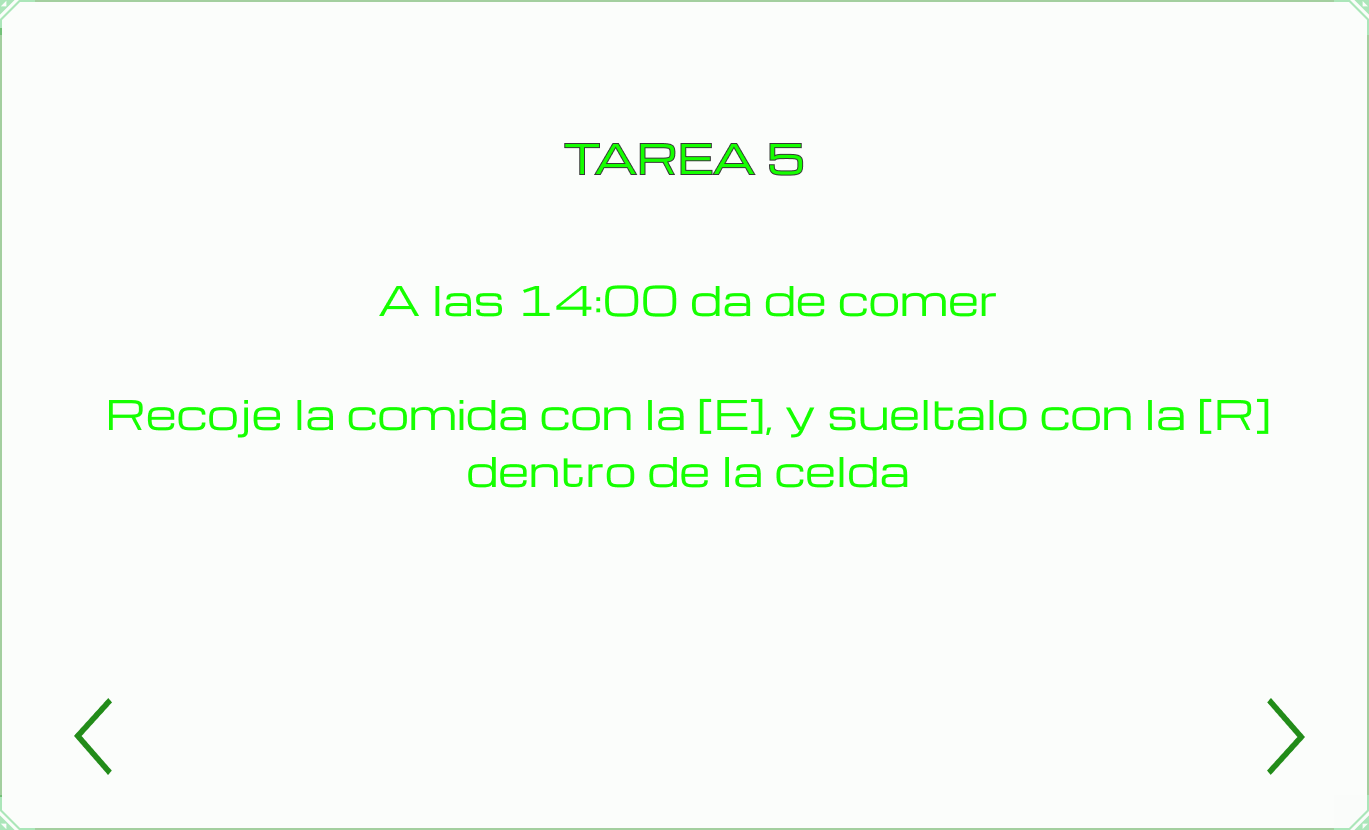 TAREA 5
A las 14:00 da de comer
Recoje la comida con la [E], y sueltalo con la [R]
dentro de la celda